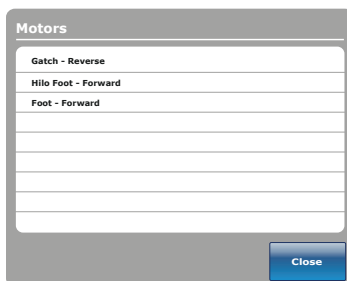 Motors
Gatch - Reverse
Hilo Foot - Forward
Foot - Forward
Close